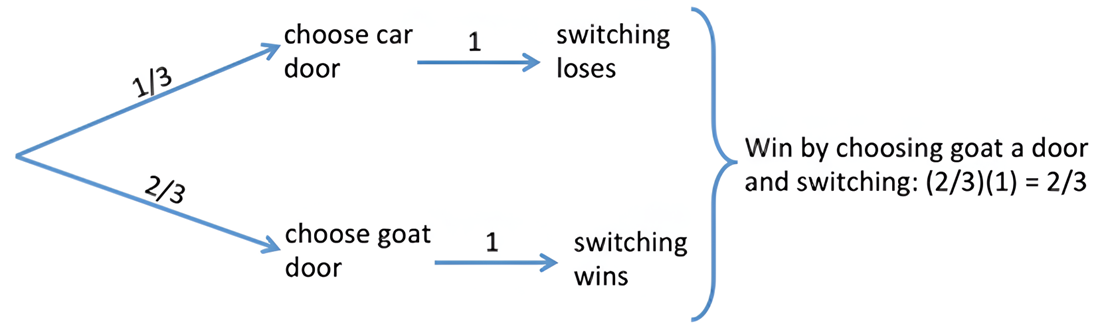 choose car
door
1
switching
loses
1/3
2/3
choose goat
door
1
switching
wins
Win by choosing goat a door
and switching: (2/3)(1) = 2/3